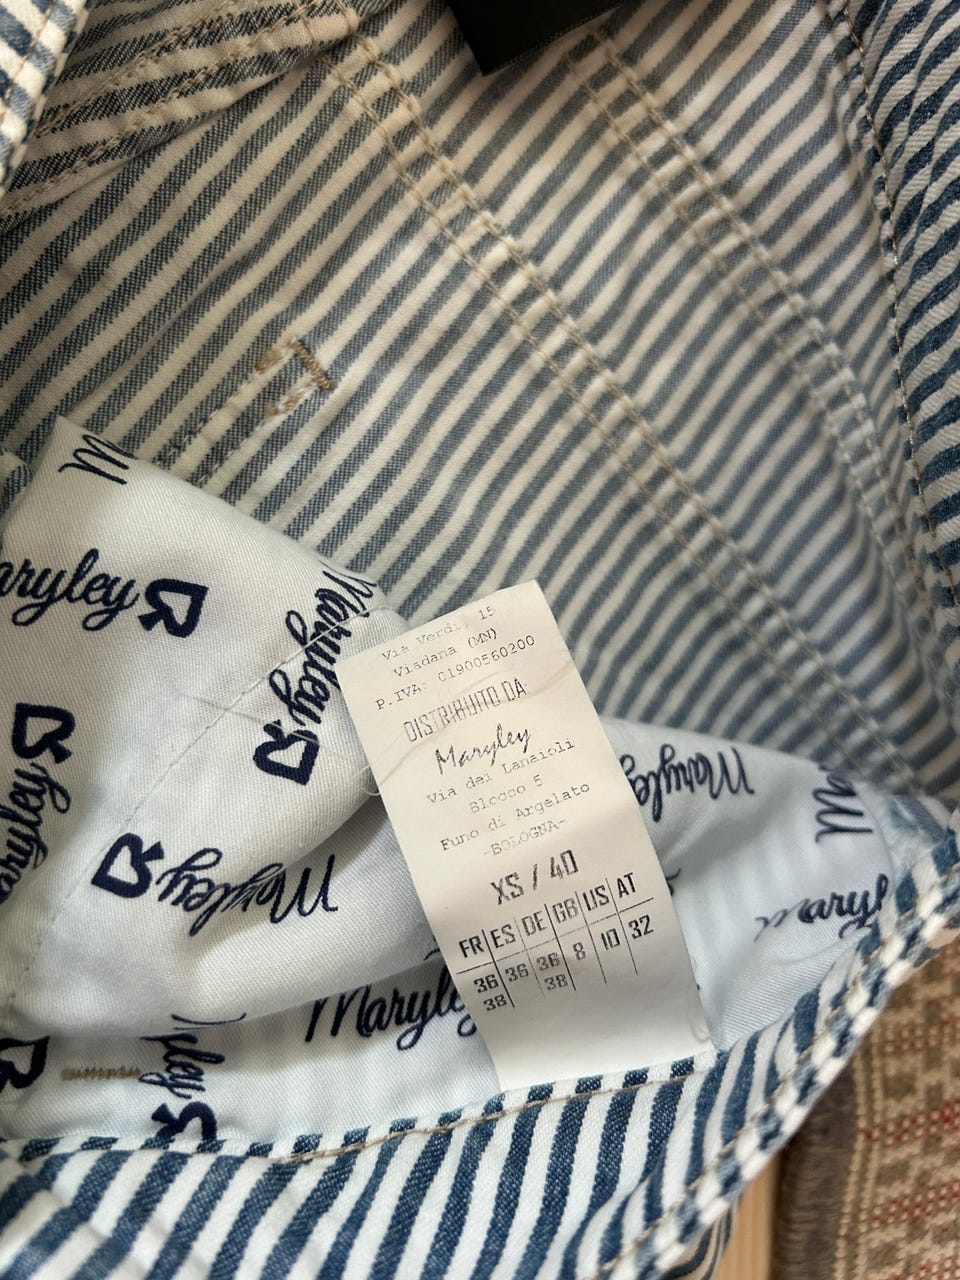 Maryley
Maryley
Maryley
Maryley
Maryley
Maryley
Via Verdi, 15
Viadana (MN)
P.IVA: 01900560200
DISTRIBUITO DA:
Maryley
Via dei Lanaioli
Blocco 5
Funo di Argelato
-BOLOGNA-
XS / 40
FR ES DE GB US AT
36 36 36 8 10 32
38 38